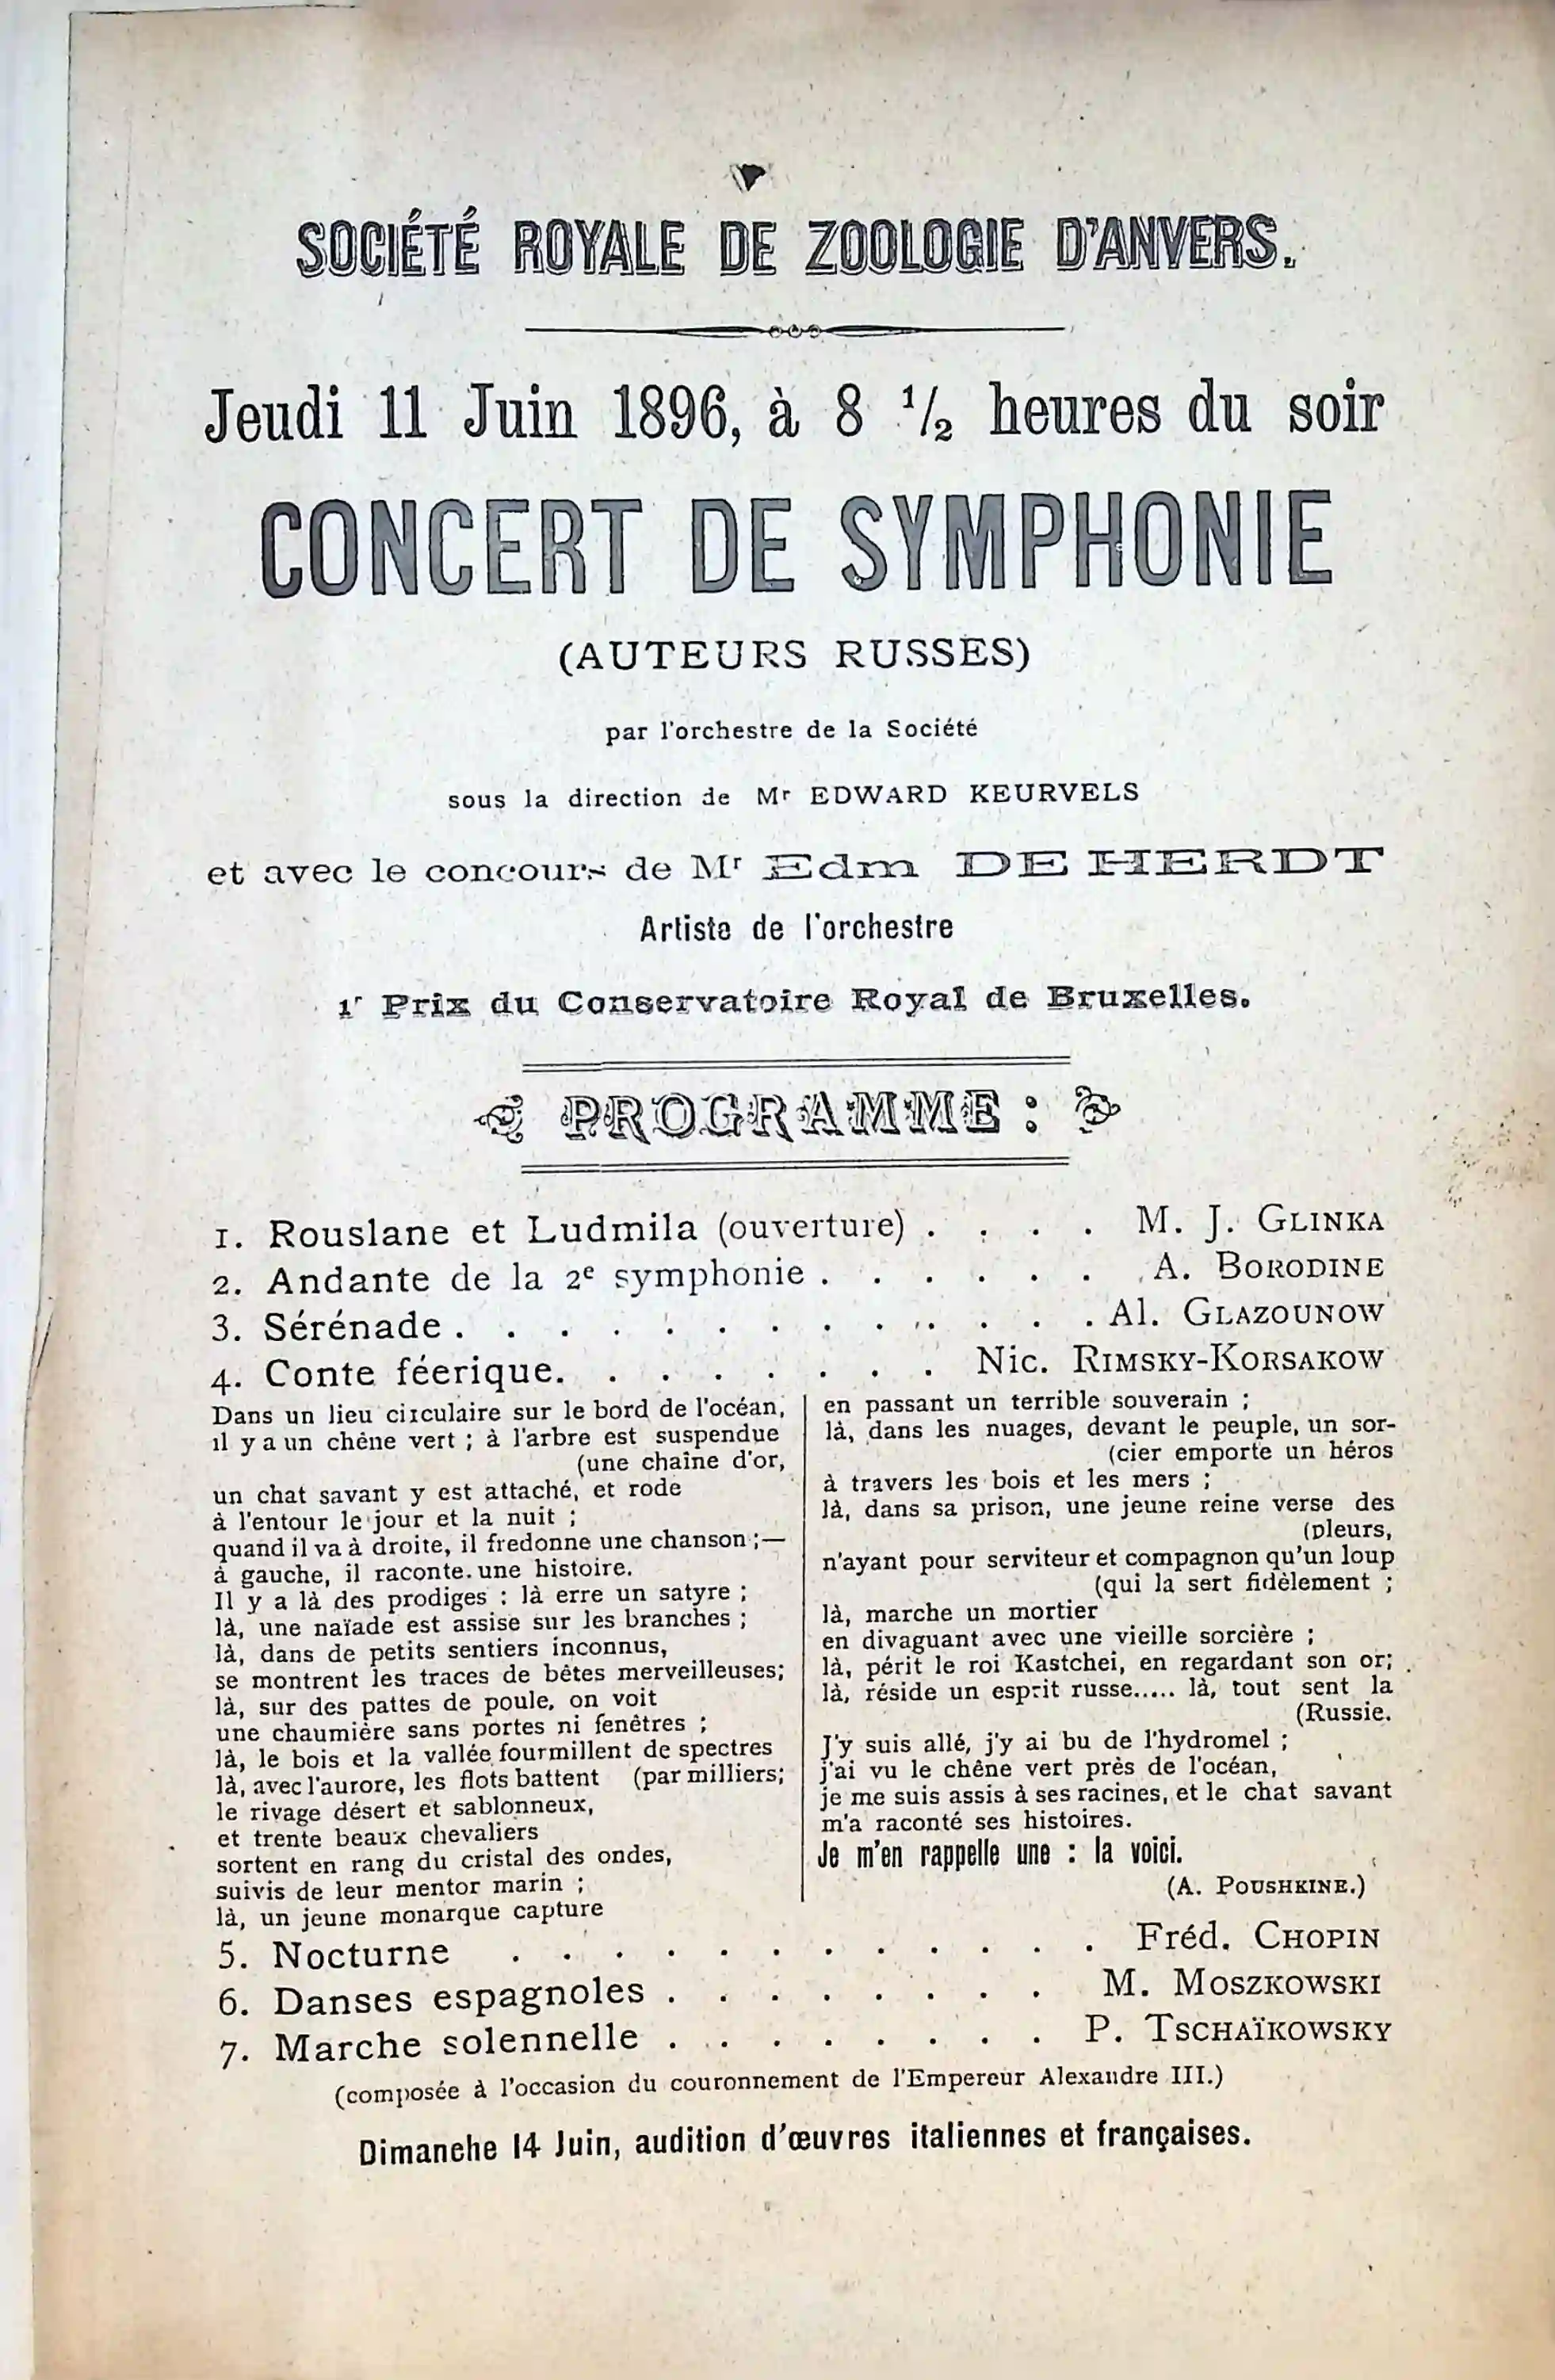 SOCIÉTÉ ROYALE DE ZOOLOGIE D'ANVERS.
Jeudi 11 Juin 1896, à 8 1/2 heures du soir
CONCERT DE SYMPHONIE
(AUTEURS RUSSES)
par l'orchestre de la Société
sous la direction de Mr EDWARD KEURVELS
et avec le concours de Mr Edm DE HERDT
Artiste de l'orchestre
1r Prix du Conservatoire Royal de Bruxelles.
PROGRAMME :
1. Rouslane et Ludmila (ouverture) . . . . M. J. GLINKA
2. Andante de la 2e symphonie . . . . . . A. BORODINE
3. Sérénade . . . . . . . . . . . . . Al. GLAZOUNOW
4. Conte féerique. . . . . . . . Nic. RIMSKY-KORSAKOW
Dans un lieu circulaire sur le bord de l'océan,
il y a un chêne vert ; à l'arbre est suspendue
(une chaîne d'or,
un chat savant y est attaché, et rode
à l'entour le jour et la nuit ;
quand il va à droite, il fredonne une chanson ;—
à gauche, il raconte une histoire.
Il y a là des prodiges : là erre un satyre ;
là, une naïade est assise sur les branches ;
là, dans de petits sentiers inconnus,
se montrent les traces de bêtes merveilleuses;
là, sur des pattes de poule, on voit
une chaumière sans portes ni fenêtres ;
là, le bois et la vallée fourmillent de spectres
là, avec l'aurore, les flots battent (par milliers;
le rivage désert et sablonneux,
et trente beaux chevaliers
sortent en rang du cristal des ondes,
suivis de leur mentor marin ;
là, un jeune monarque capture
en passant un terrible souverain ;
là, dans les nuages, devant le peuple, un sor-
(cier emporte un héros
à travers les bois et les mers ;
là, dans sa prison, une jeune reine verse des
(pleurs,
n'ayant pour serviteur et compagnon qu'un loup
(qui la sert fidèlement ;
là, marche un mortier
en divaguant avec une vieille sorcière ;
là, périt le roi Kastchei, en regardant son or;
là, réside un esprit russe..... là, tout sent la
(Russie.
J'y suis allé, j'y ai bu de l'hydromel ;
j'ai vu le chêne vert près de l'océan,
je me suis assis à ses racines, et le chat savant
m'a raconté ses histoires.
Je m'en rappelle une : la voici.
(A. POUSHKINE.)
5. Nocturne . . . . . . . . . . . . Fréd. CHOPIN
6. Danses espagnoles . . . . . . . . M. MOSZKOWSKI
7. Marche solennelle . . . . . . . . P. TSCHAÏKOWSKY
(composée à l'occasion du couronnement de l'Empereur Alexandre III.)
Dimanche 14 Juin, audition d'œuvres italiennes et françaises.